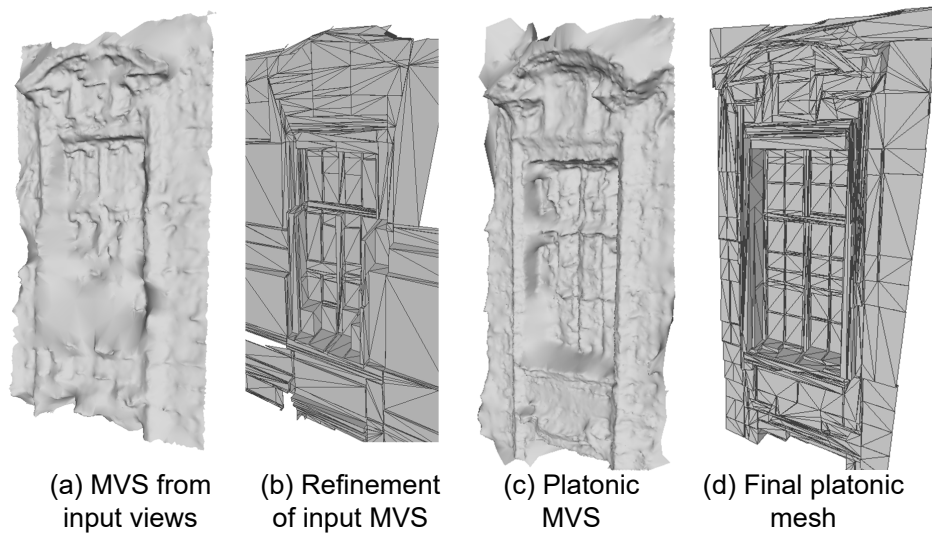 (a) MVS from
input views
(b) Refinement
of input MVS
(c) Platonic
MVS
(d) Final platonic
mesh